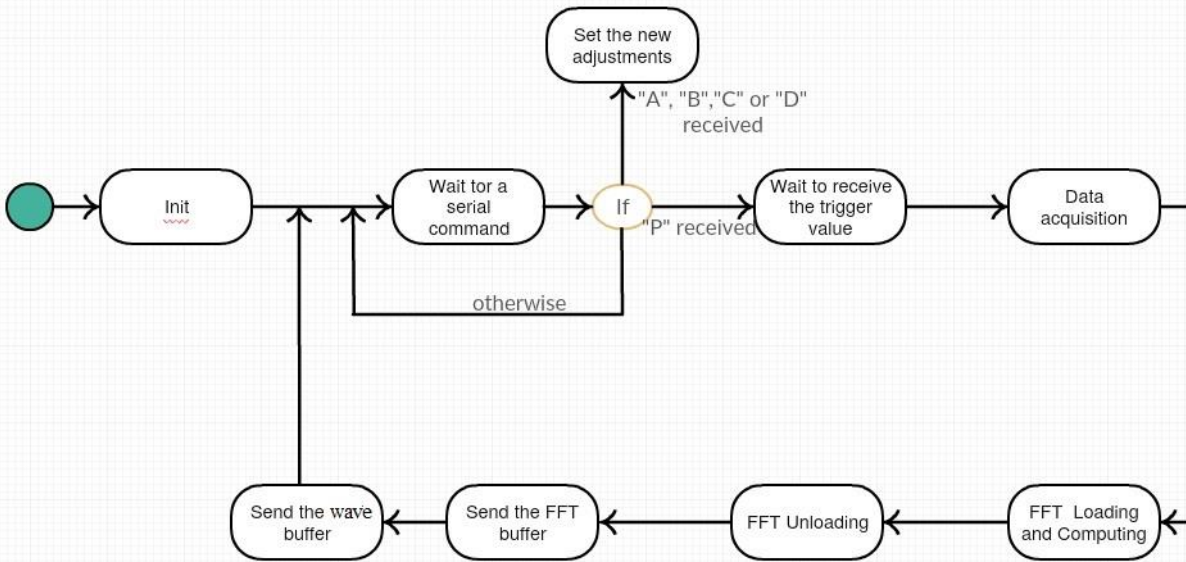 Set the new
adjustments
"A", "B","C" or "D"
received
Init
Wait tor a
serial
command
If
"P" received
Wait to receive
the trigger
value
Data
acquisition
otherwise
Send the wave
buffer
Send the FFT
buffer
FFT Unloading
FFT Loading
and Computing